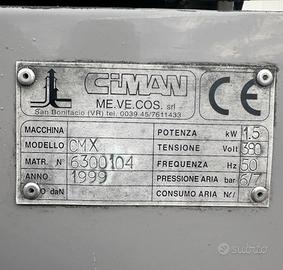 CiMAN
ME.VE.COS. srl
San Bonifacio (VR) tel. 0039.45/7611433
CE
MACCHINA
MODELLO CMX
MATR. N° 6300104
ANNO 1999
daN
POTENZA kW 1.5
TENSIONE Volt 390
FREQUENZA Hz 50
PRESSIONE ARIA bar 6/7
CONSUMO ARIA
subito